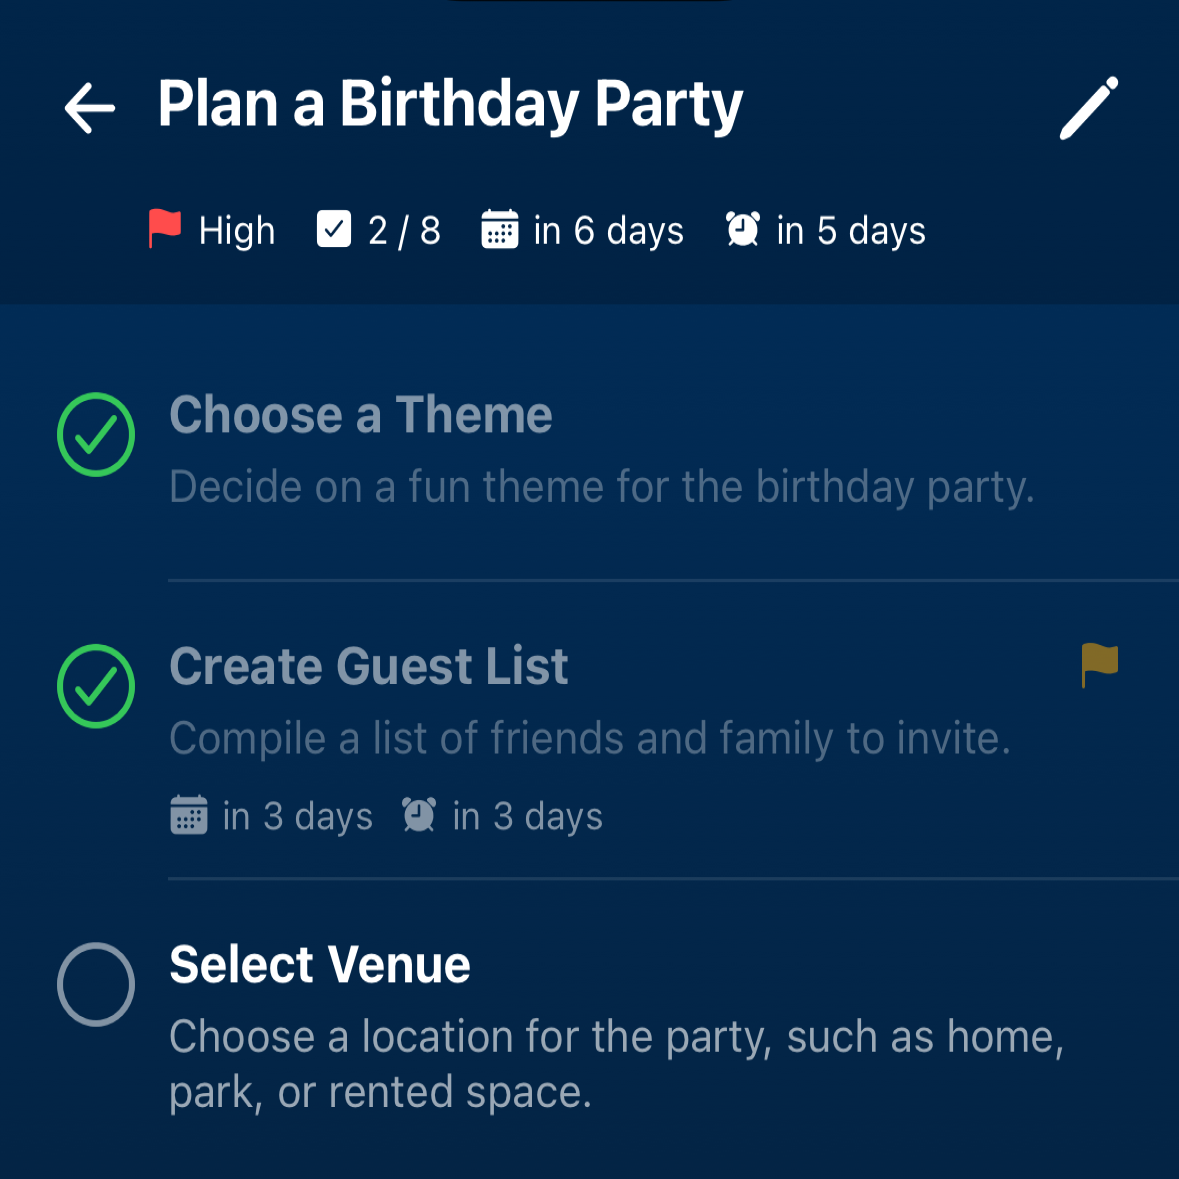 Plan a Birthday Party
High 2 / 8 in 6 days in 5 days
Choose a Theme
Decide on a fun theme for the birthday party.
Create Guest List
Compile a list of friends and family to invite.
in 3 days in 3 days
Select Venue
Choose a location for the party, such as home,
park, or rented space.